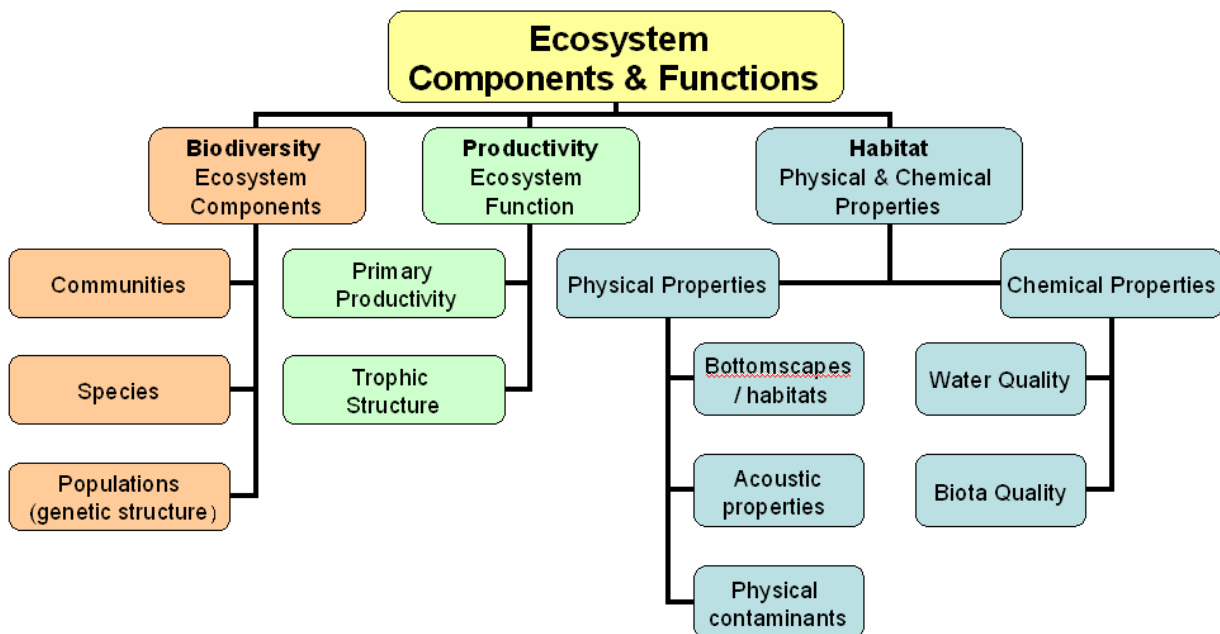 Ecosystem
Components & Functions
Biodiversity
Ecosystem
Components
Productivity
Ecosystem
Function
Habitat
Physical & Chemical
Properties
Communities
Species
Populations
(genetic structure)
Primary
Productivity
Trophic
Structure
Physical Properties
Bottomscapes
/ habitats
Acoustic
properties
Physical
contaminants
Chemical Properties
Water Quality
Biota Quality